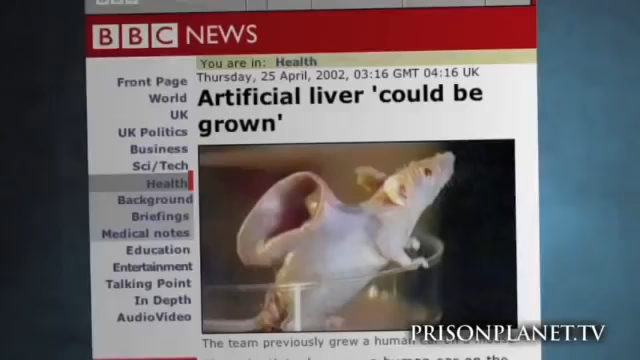 BBC NEWS
You are in: Health
Thursday, 25 April, 2002, 03:16 GMT 04:16 UK
Artificial liver 'could be
grown'
Front Page
World
UK
UK Politics
Business
Sci/Tech
Health
Background
Briefings
Medical notes
Education
Entertainment
Talking Point
In Depth
AudioVideo
The team previously grew a human
PRISONPLANET.TV